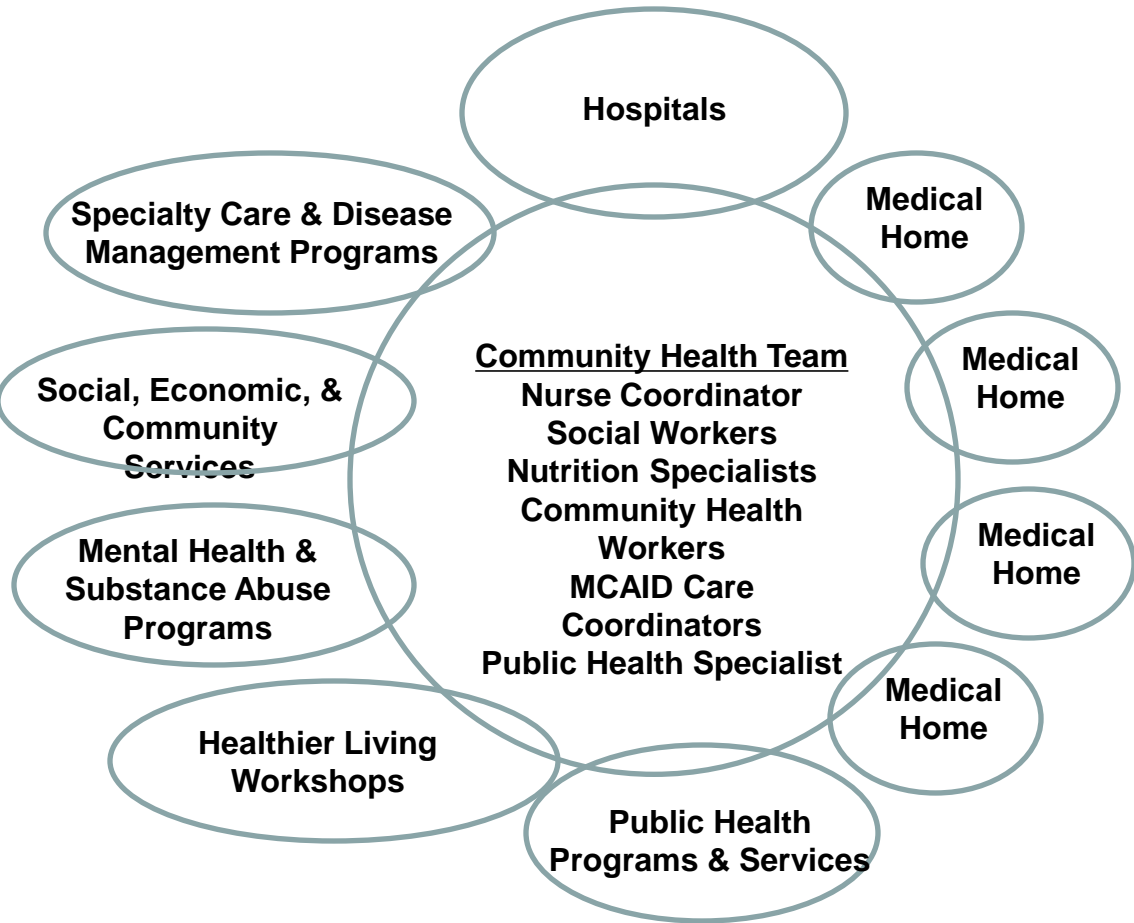 Hospitals
Specialty Care & Disease
Management Programs
Medical
Home
Social, Economic, &
Community
Services
Community Health Team
Nurse Coordinator
Social Workers
Nutrition Specialists
Community Health
Workers
MCAID Care
Coordinators
Public Health Specialist
Medical
Home
Mental Health &
Substance Abuse
Programs
Medical
Home
Medical
Home
Healthier Living
Workshops
Public Health
Programs & Services